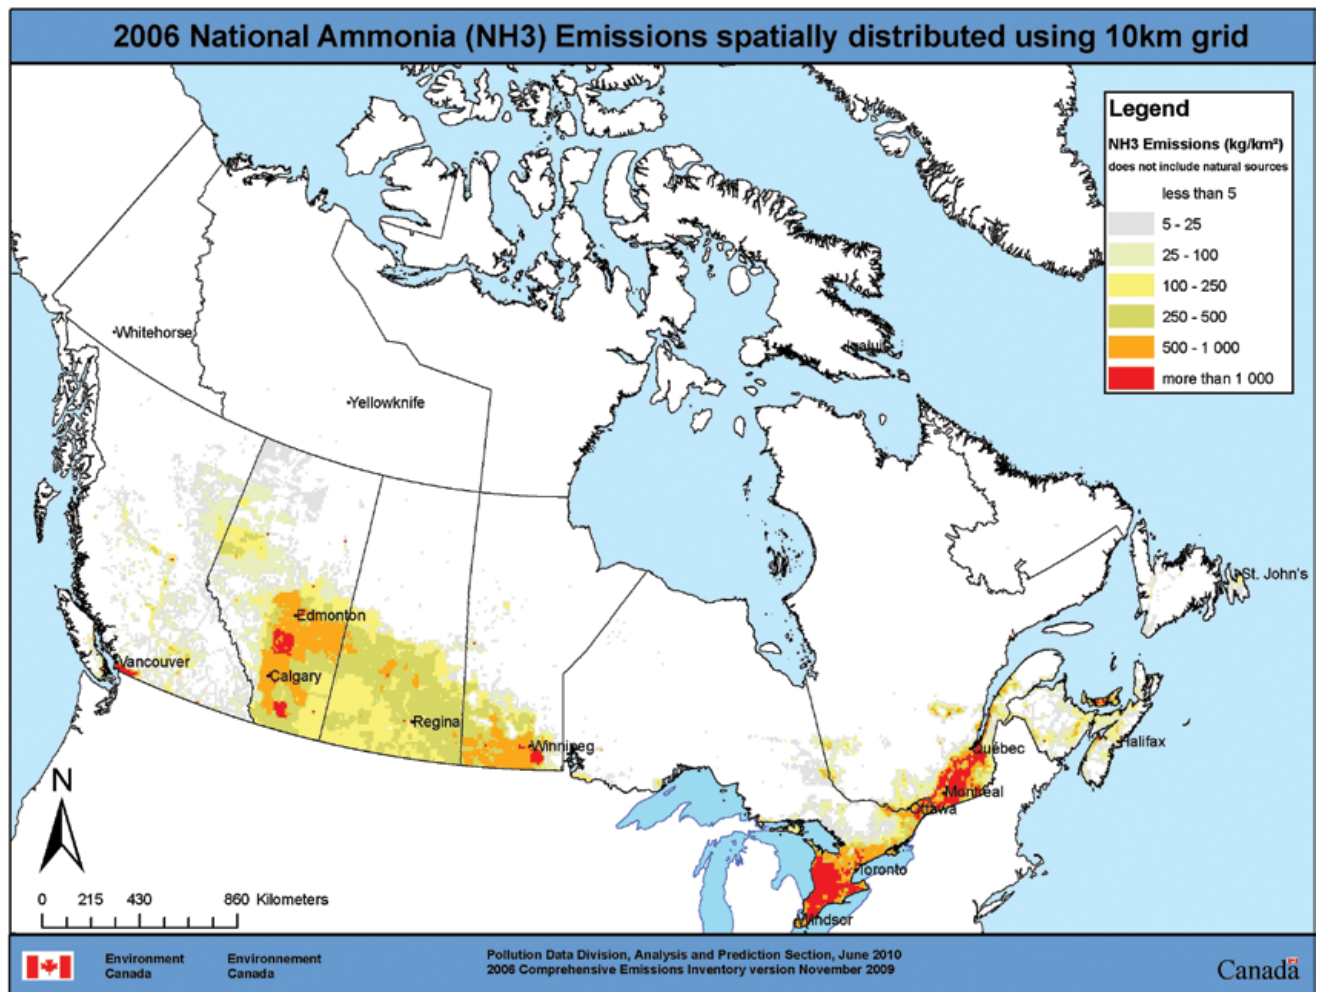 2006 National Ammonia (NH3) Emissions spatially distributed using 10km grid
Legend
NH3 Emissions (kg/km²)
does not include natural sources
less than 5
5 - 25
25 - 100
100 - 250
250 - 500
500 - 1 000
more than 1 000
Whitehorse
Yellowknife
Iqaluit
St. John's
Edmonton
Vancouver
Calgary
Regina
Winnipeg
Québec
Halifax
Montréal
Ottawa
Toronto
Windsor
N
0 215 430 860 Kilometers
Environment
Canada
Environnement
Canada
Pollution Data Division, Analysis and Prediction Section, June 2010
2006 Comprehensive Emissions Inventory version November 2009
Canada